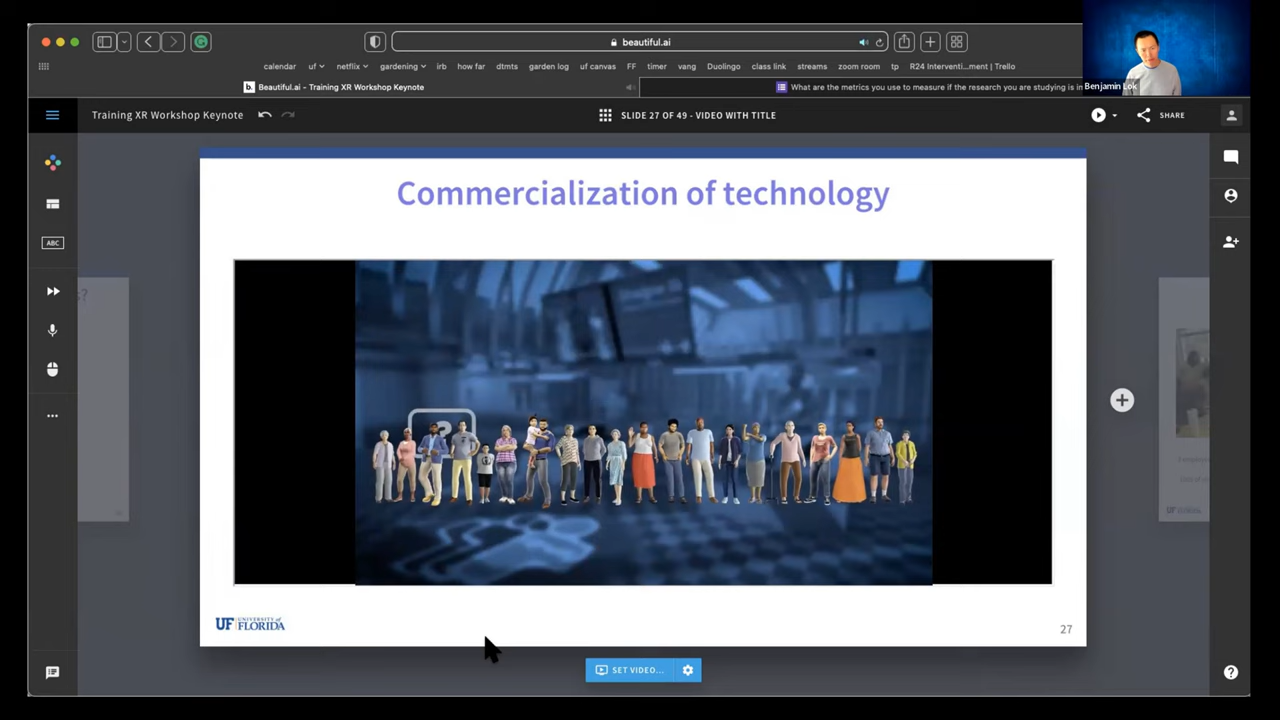 beautiful.ai
calendar uf netflix gardening irb how far dtmts garden log uf canvas FF timer vang Duolingo class link streams zoom room tp R24 Interventi...ment | Trello
b. Beautiful.ai - Training XR Workshop Keynote
What are the metrics you use to measure if the research you are studying is in
Benjamin Lok
Training XR Workshop Keynote
SLIDE 27 OF 49 - VIDEO WITH TITLE
SHARE
ABC
?
Commercialization of technology
UF UNIVERSITY of FLORIDA
27
SET VIDEO...